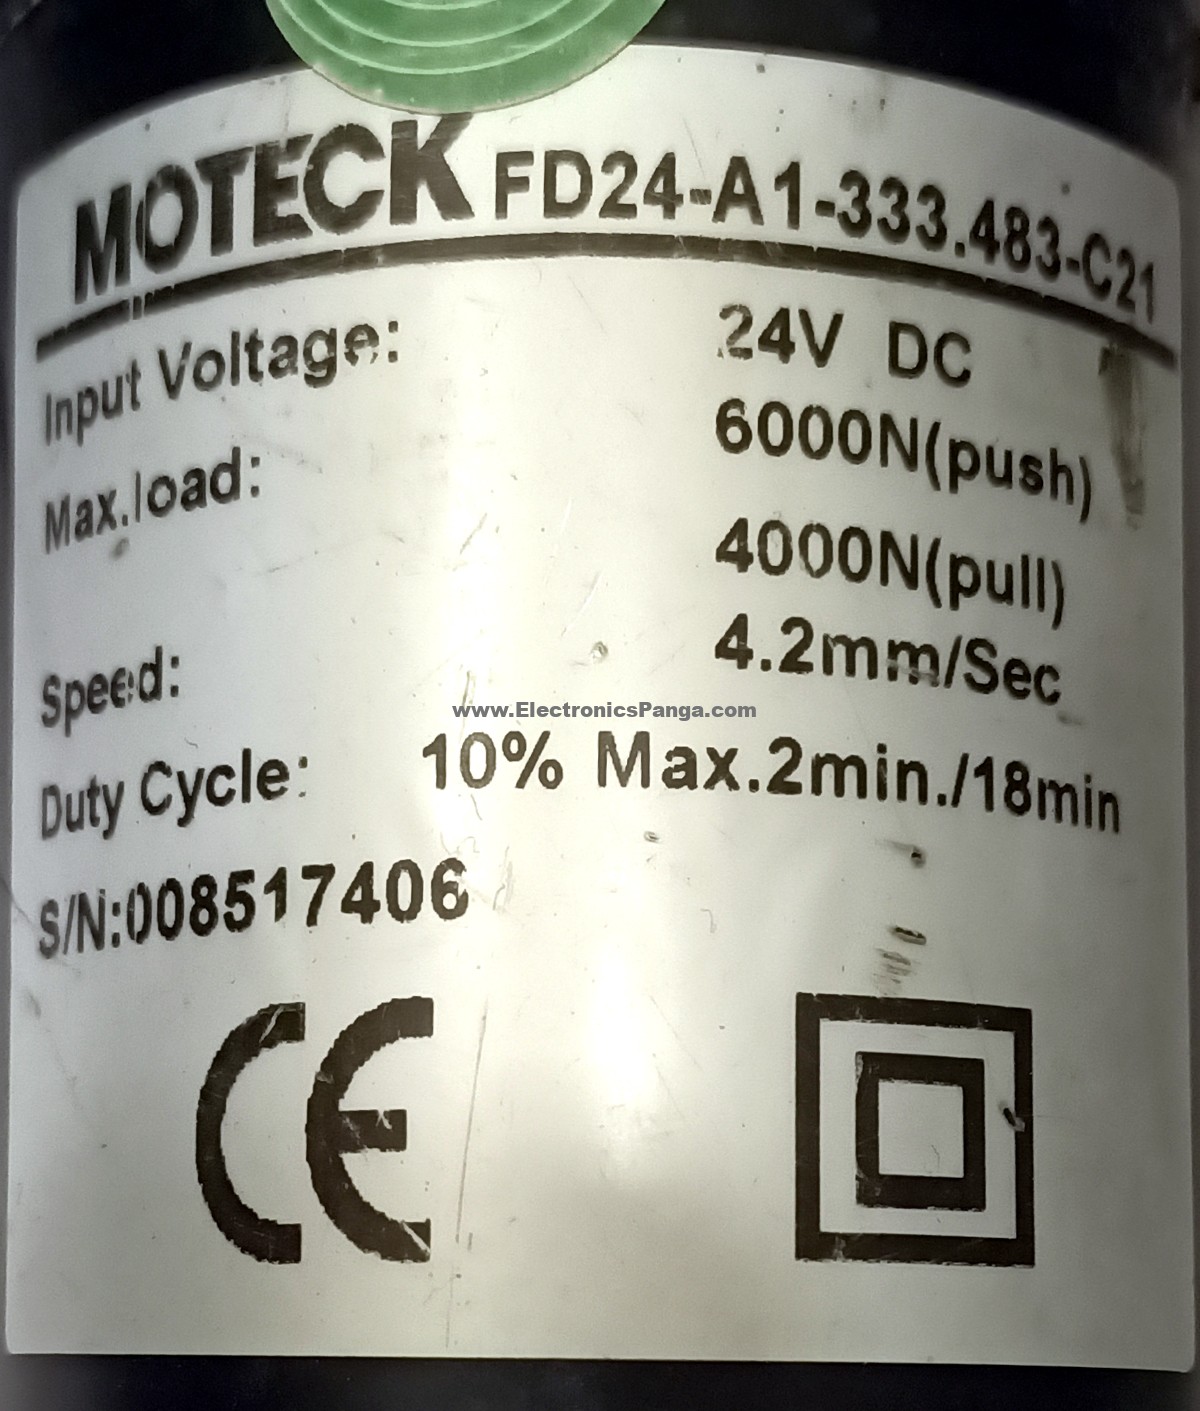 MOTECK FD24-A1-333.483-C21
Input Voltage: 24V DC
Max.load: 6000N(push)
4000N(pull)
Speed: 4.2mm/Sec
www.ElectronicsPanga.com
Duty Cycle: 10% Max.2min./18min
S/N:008517406
CE